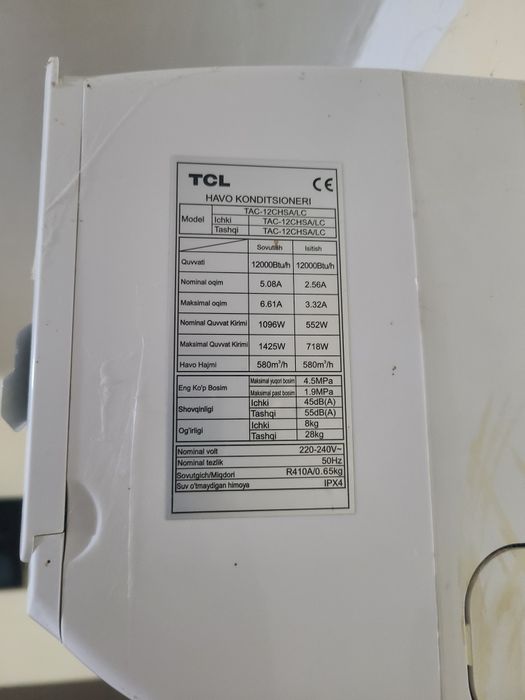 TCL CE
HAVO KONDITSIONERI
Model TAC-12CHSA/LC
Ichki TAC-12CHSA/LC
Tashqi TAC-12CHSA/LC
Sovutish Isitish
Quvvati 12000Btu/h 12000Btu/h
Nominal oqim 5.08A 2.56A
Maksimal oqim 6.61A 3.32A
Nominal Quvvat Kirimi 1096W 552W
Maksimal Quvvat Kirimi 1425W 718W
Havo Hajmi 580m³/h 580m³/h
Eng Ko'p Bosim Maksimal yuqori bosim 4.5MPa
Maksimal past bosim 1.9MPa
Shovqinligi Ichki 45dB(A)
Tashqi 55dB(A)
Og'irligi Ichki 8kg
Tashqi 28kg
Nominal volt 220-240V~
Nominal tezlik 50Hz
Sovutgich/Miqdori R410A/0.65kg
Suv o'tmaydigan himoya IPX4